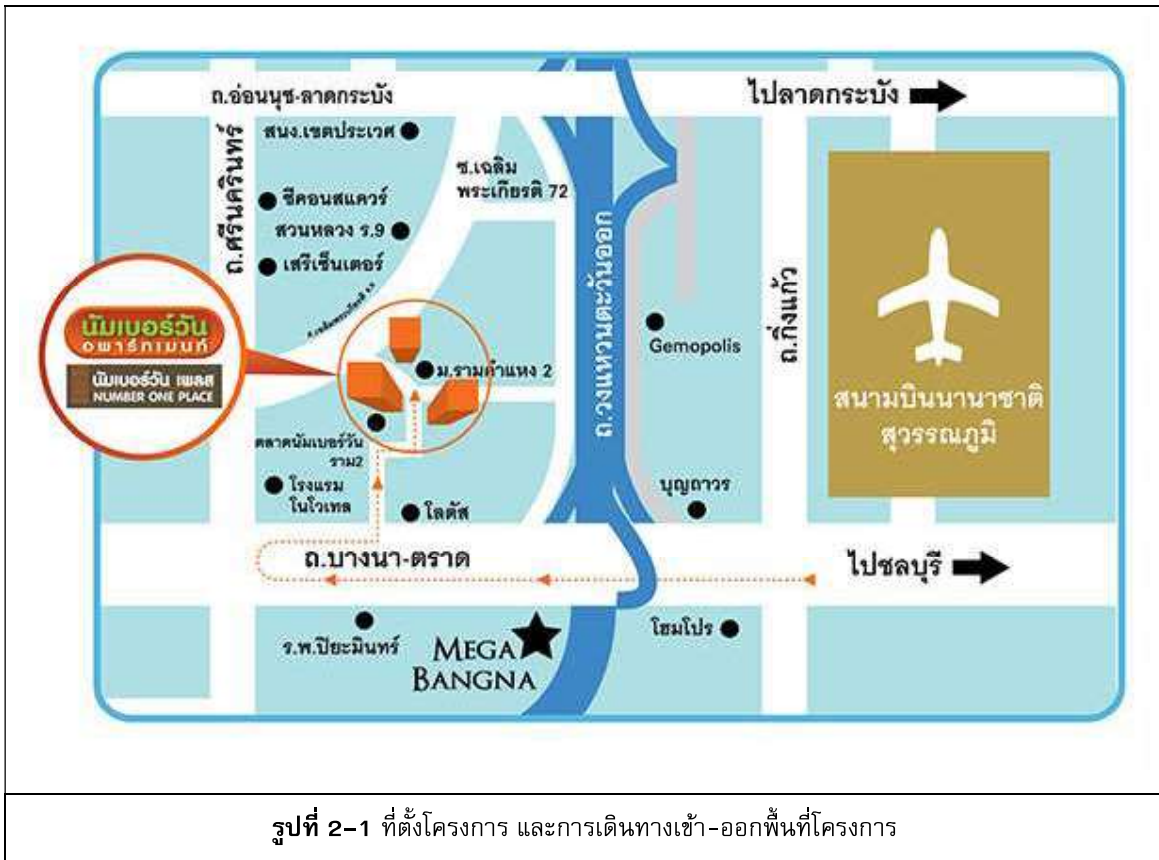 ถ.อ่อนนุช-ลาดกระบัง
ไปลาดกระบัง
ถ.ศรีนครินทร์
สนง.เขตประเวศ
ซ.เฉลิม
พระเกียรติ 72
ซีคอนสแควร์
สวนหลวง ร.9
เสรีเซ็นเตอร์
ถ.วงแหวนตะวันออก
ถ.กิ่งแก้ว
นัมเบอร์วัน
อพาร์ทเมนท์
นัมเบอร์วัน เพลส
NUMBER ONE PLACE
ม.รามคำแหง 2
Gemopolis
สนามบินนานาชาติ
สุวรรณภูมิ
ตลาดนัมเบอร์วัน
ราม2
โรงแรม
โนโวเทล
โลตัส
บุญถาวร
ถ.บางนา-ตราด
ไปชลบุรี
ร.พ.ปิยะมินทร์
MEGA
BANGNA
โฮมโปร
รูปที่ 2-1 ที่ตั้งโครงการ และการเดินทางเข้า-ออกพื้นที่โครงการ